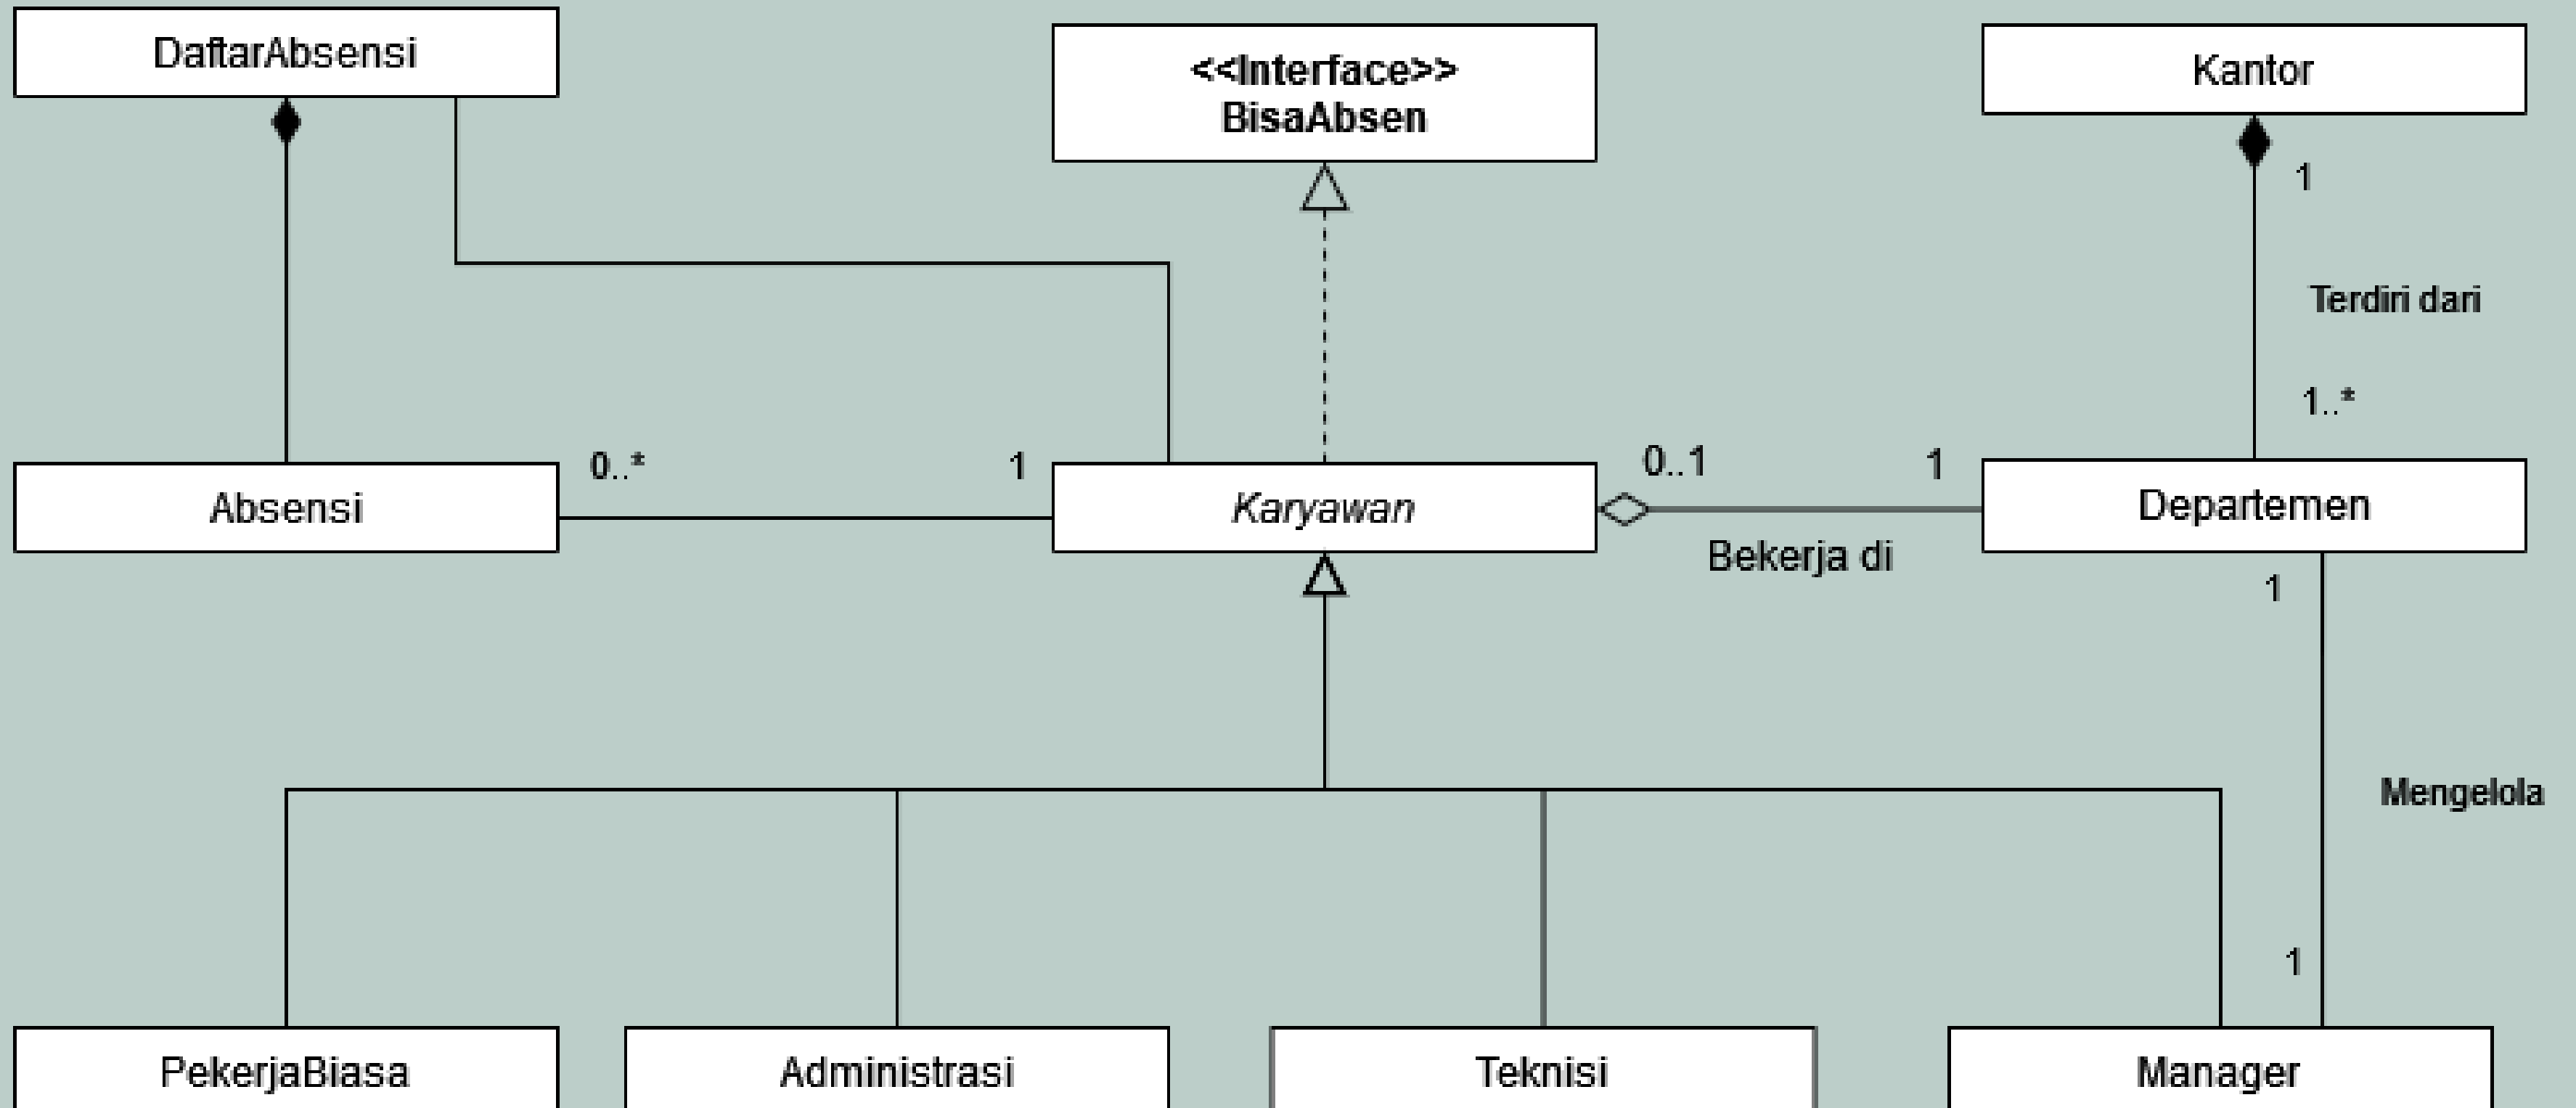 DaftarAbsensi
<<Interface>>
BisaAbsen
Kantor
1
Terdiri dari
1..*
Absensi
0..*
1
Karyawan
0..1
1
Bekerja di
Departemen
1
Mengelola
1
PekerjaBiasa
Administrasi
Teknisi
Manager